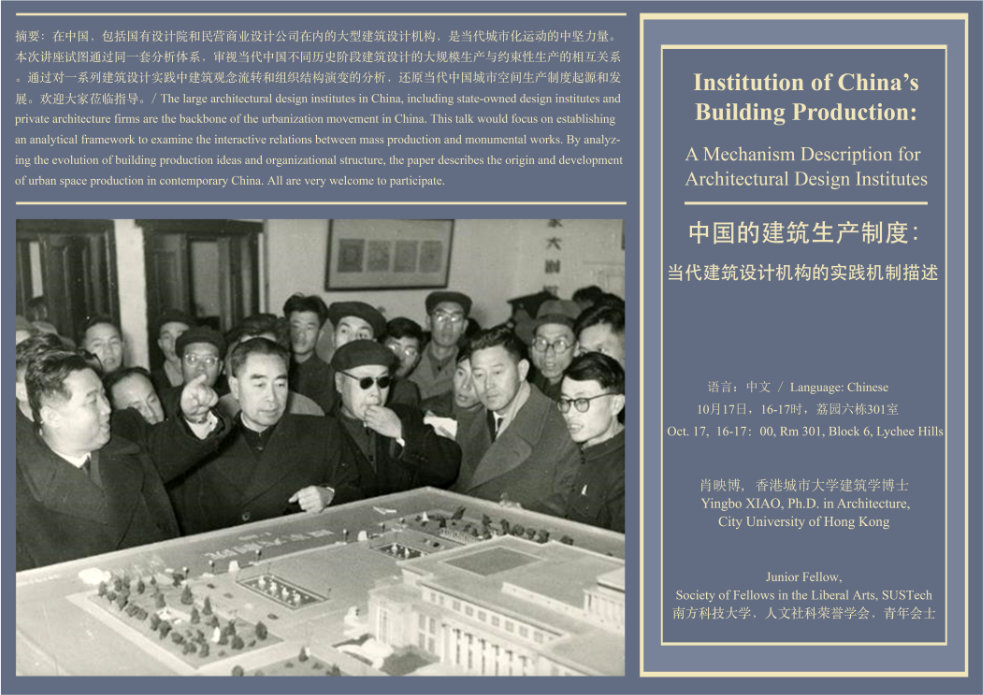 摘要：在中国，包括国有设计院和民营商业设计公司在内的大型建筑设计机构，是当代城市化运动的中坚力量。
本次讲座试图通过同一套分析体系，审视当代中国不同历史阶段建筑设计的大规模生产与约束性生产的相互关系
。通过对一系列建筑设计实践中建筑观念流转和组织结构演变的分析，还原当代中国城市空间生产制度起源和发
展。欢迎大家莅临指导。/ The large architectural design institutes in China, including state-owned design institutes and
private architecture firms are the backbone of the urbanization movement in China. This talk would focus on establishing
an analytical framework to examine the interactive relations between mass production and monumental works. By analyz-
ing the evolution of building production ideas and organizational structure, the paper describes the origin and development
of urban space production in contemporary China. All are very welcome to participate.
Institution of China's
Building Production:
A Mechanism Description for
Architectural Design Institutes
中国的建筑生产制度：
当代建筑设计机构的实践机制描述
语言：中文 / Language: Chinese
10月17日，16-17时，荔园六栋301室
Oct. 17, 16-17：00, Rm 301, Block 6, Lychee Hills
肖映博，香港城市大学建筑学博士
Yingbo XIAO, Ph.D. in Architecture,
City University of Hong Kong
Junior Fellow,
Society of Fellows in the Liberal Arts, SUSTech
南方科技大学，人文社科荣誉学会，青年会士